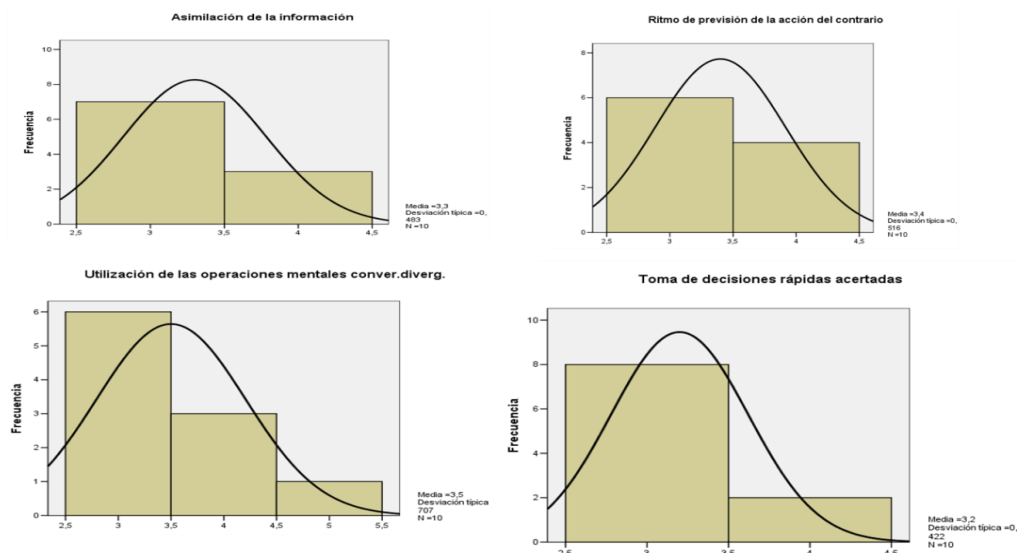 Asimilación de la información
Frecuencia
10
8
6
4
2
0
2,5 3 3,5 4 4,5
Media =3,3
Desviación típica =0,
483
N =10
Ritmo de previsión de la acción del contrario
Frecuencia
8
6
4
2
0
2,5 3 3,5 4 4,5
Media =3,4
Desviación típica =0,
516
N =10
Utilización de las operaciones mentales conver.diverg.
Frecuencia
6
5
4
3
2
1
0
2,5 3 3,5 4 4,5 5 5,5
Media =3,5
Desviación típica
707
N =10
Toma de decisiones rápidas acertadas
Frecuencia
10
8
6
4
2
0
2,5 3 3,5 4 4,5
Media =3,2
Desviación típica =0,
422
N =10